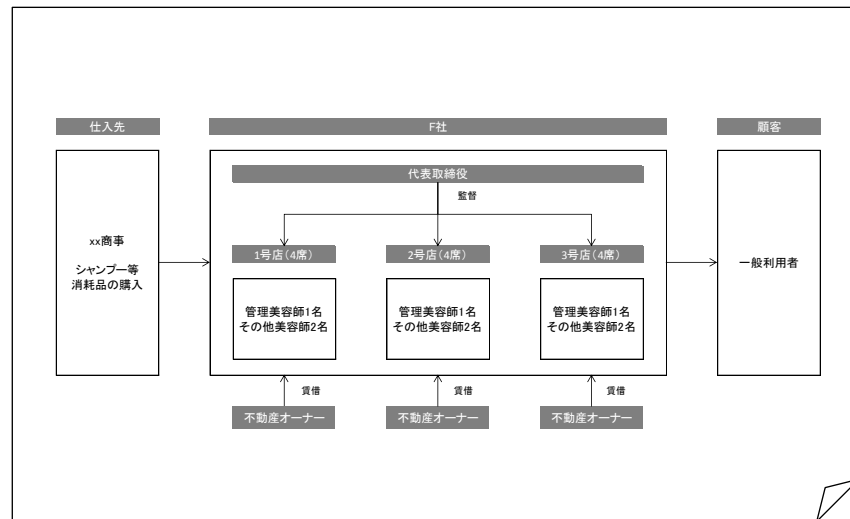 仕入先
F社
顧客
代表取締役
監督
xx商事
シャンプー等
消耗品の購入
1号店(4席)
2号店(4席)
3号店(4席)
一般利用者
管理美容師1名
その他美容師2名
管理美容師1名
その他美容師2名
管理美容師1名
その他美容師2名
賃借
賃借
賃借
不動産オーナー
不動産オーナー
不動産オーナー